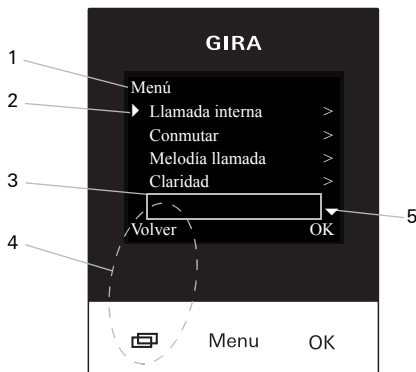 GIRA
1
Menú
2
Llamada interna >
Conmutar >
Melodía llamada >
Claridad >
3
5
Volver OK
4
Menu OK